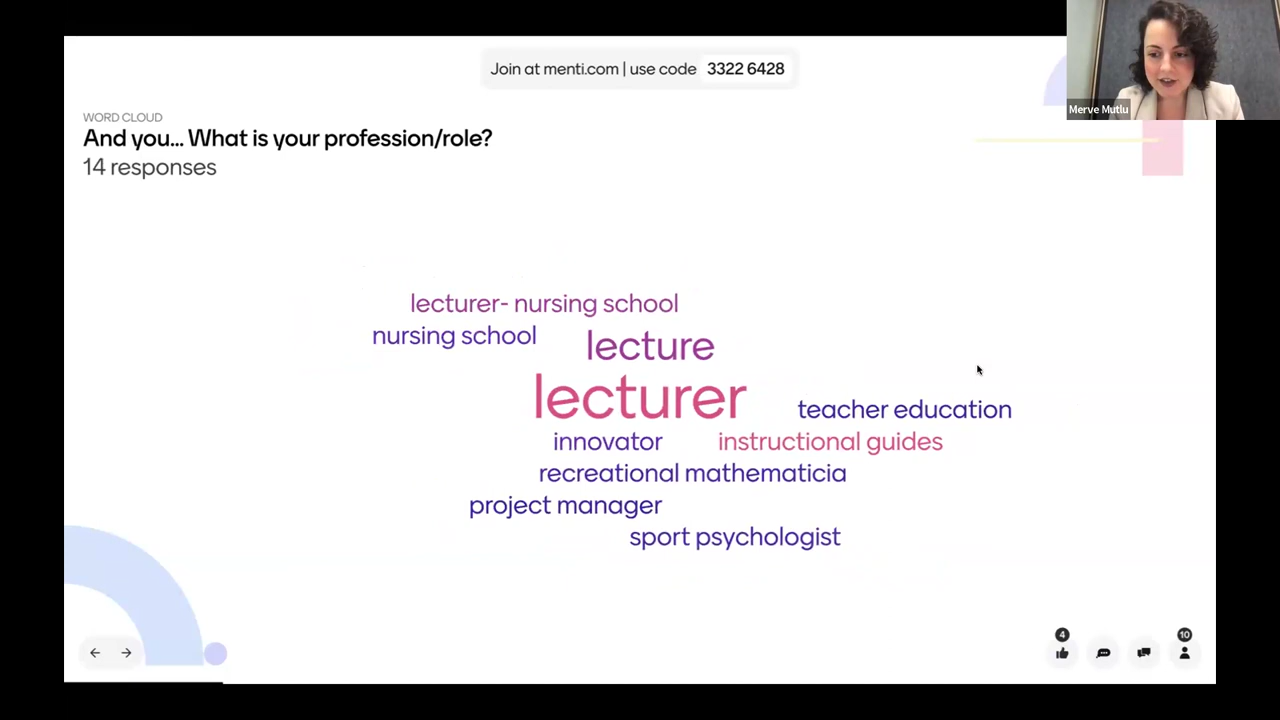 Join at menti.com | use code 3322 6428
Merve Mutlu
WORD CLOUD
And you... What is your profession/role?
14 responses
lecturer- nursing school
nursing school
lecture
lecturer
teacher education
innovator
instructional guides
recreational mathematicia
project manager
sport psychologist
4
10